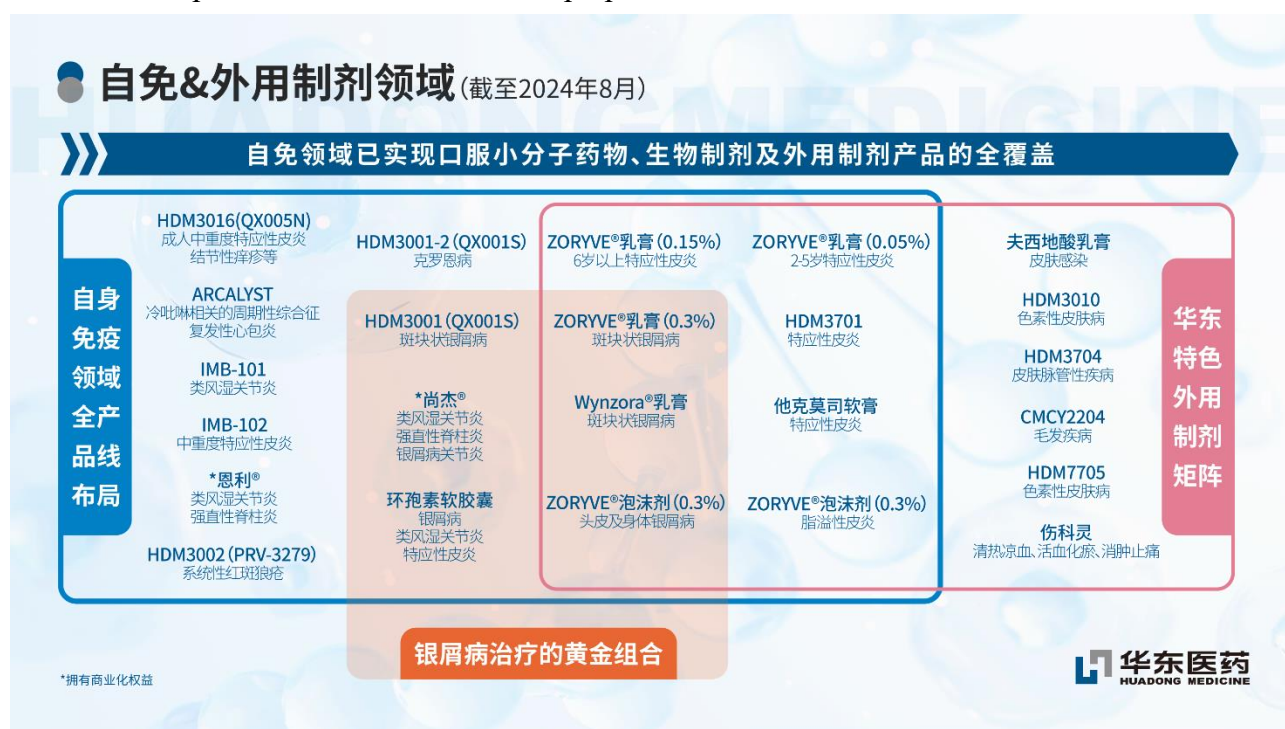 自免&外用制剂领域(截至2024年8月)
自免领域已实现口服小分子药物、生物制剂及外用制剂产品的全覆盖
自身
免疫
领域
全产
品线
布局
HDM3016(QX005N)
成人中重度特应性皮炎
结节性痒疹等
ARCALYST
冷吡啉相关的周期性综合征
复发性心包炎
IMB-101
类风湿关节炎
IMB-102
中重度特应性皮炎
*恩利®
类风湿关节炎
强直性脊柱炎
HDM3002(PRV-3279)
系统性红斑狼疮
HDM3001-2(QX001S)
克罗恩病
HDM3001(QX001S)
斑块状银屑病
*尚杰®
类风湿关节炎
强直性脊柱炎
银屑病关节炎
环孢素软胶囊
银屑病
类风湿关节炎
特应性皮炎
ZORYVE®乳膏(0.15%)
6岁以上特应性皮炎
ZORYVE®乳膏(0.3%)
斑块状银屑病
Wynzora®乳膏
斑块状银屑病
ZORYVE®泡沫剂(0.3%)
头皮及身体银屑病
ZORYVE®乳膏(0.05%)
2-5岁特应性皮炎
HDM3701
特应性皮炎
他克莫司软膏
特应性皮炎
ZORYVE®泡沫剂(0.3%)
脂溢性皮炎
夫西地酸乳膏
皮肤感染
HDM3010
色素性皮肤病
HDM3704
皮肤脉管性疾病
CMCY2204
毛发疾病
HDM7705
色素性皮肤病
伤科灵
清热凉血、活血化瘀、消肿止痛
华东
特色
外用
制剂
矩阵
银屑病治疗的黄金组合
*拥有商业化权益
华东医药
HUADONG MEDICINE